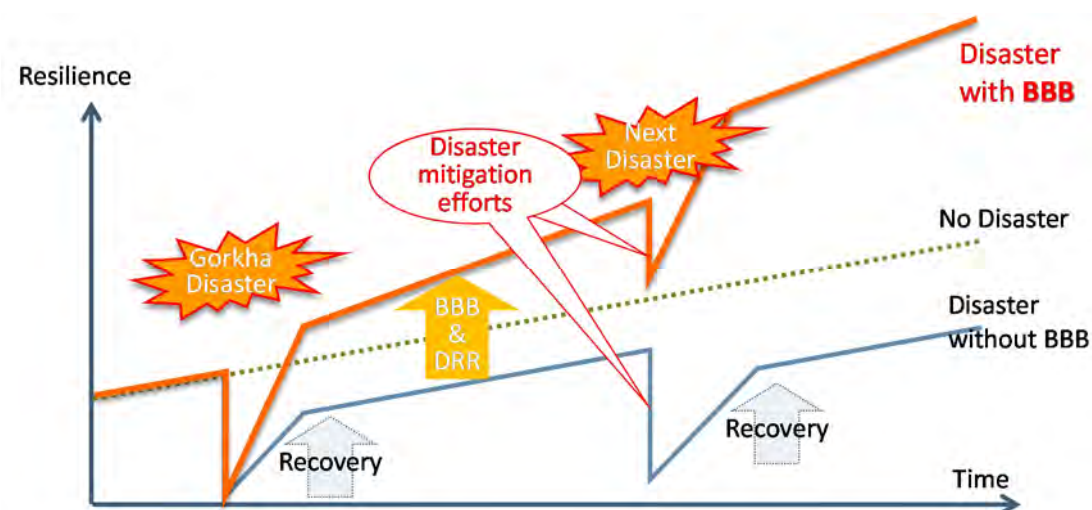 Resilience
Disaster
with BBB
Next
Disaster
Disaster
mitigation
efforts
No Disaster
Gorkha
Disaster
BBB
&
DRR
Disaster
without BBB
Recovery
Recovery
Time